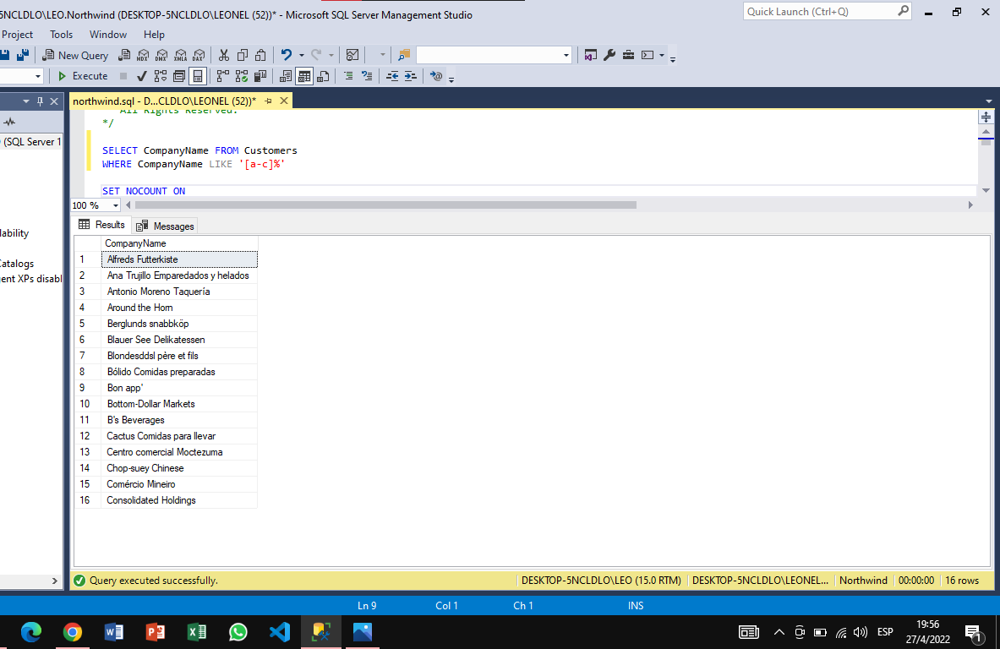 5NCLDLO\LEO.Northwind (DESKTOP-5NCLDLO\LEONEL (52))* - Microsoft SQL Server Management Studio
Quick Launch (Ctrl+Q)
Project Tools Window Help
New Query MDX DMX XMLA DAX
Execute
northwind.sql - D...CLDLO\LEONEL (52))*
All Rights Reserved.
*/
(SQL Server 1
SELECT CompanyName FROM Customers
WHERE CompanyName LIKE '[a-c]%'
SET NOCOUNT ON
100 %
Results Messages
lability
Catalogs
ent XPs disabl
CompanyName
1 Alfreds Futterkiste
2 Ana Trujillo Emparedados y helados
3 Antonio Moreno Taquería
4 Around the Horn
5 Berglunds snabbköp
6 Blauer See Delikatessen
7 Blondesddsl père et fils
8 Bólido Comidas preparadas
9 Bon app'
10 Bottom-Dollar Markets
11 B's Beverages
12 Cactus Comidas para llevar
13 Centro comercial Moctezuma
14 Chop-suey Chinese
15 Comércio Mineiro
16 Consolidated Holdings
Query executed successfully.
DESKTOP-5NCLDLO\LEO (15.0 RTM) DESKTOP-5NCLDLO\LEONEL... Northwind 00:00:00 16 rows
Ln 9 Col 1 Ch 1 INS
ESP
19:56
27/4/2022
1